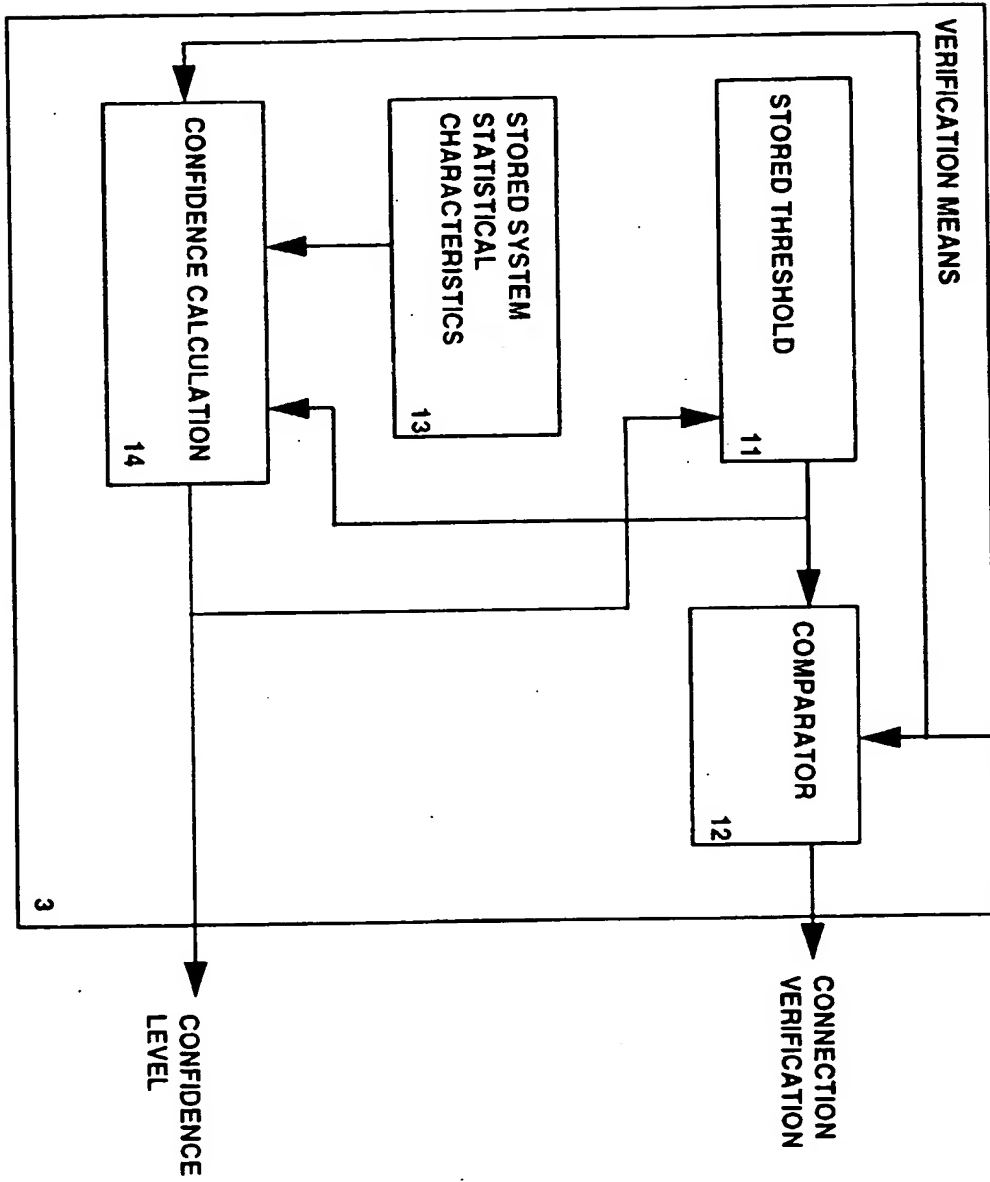 VERIFICATION MEANS
STORED THRESHOLD
11
COMPARATOR
12
CONNECTION
VERIFICATION
STORED SYSTEM
STATISTICAL
CHARACTERISTICS
13
CONFIDENCE CALCULATION
14
CONFIDENCE
LEVEL
3